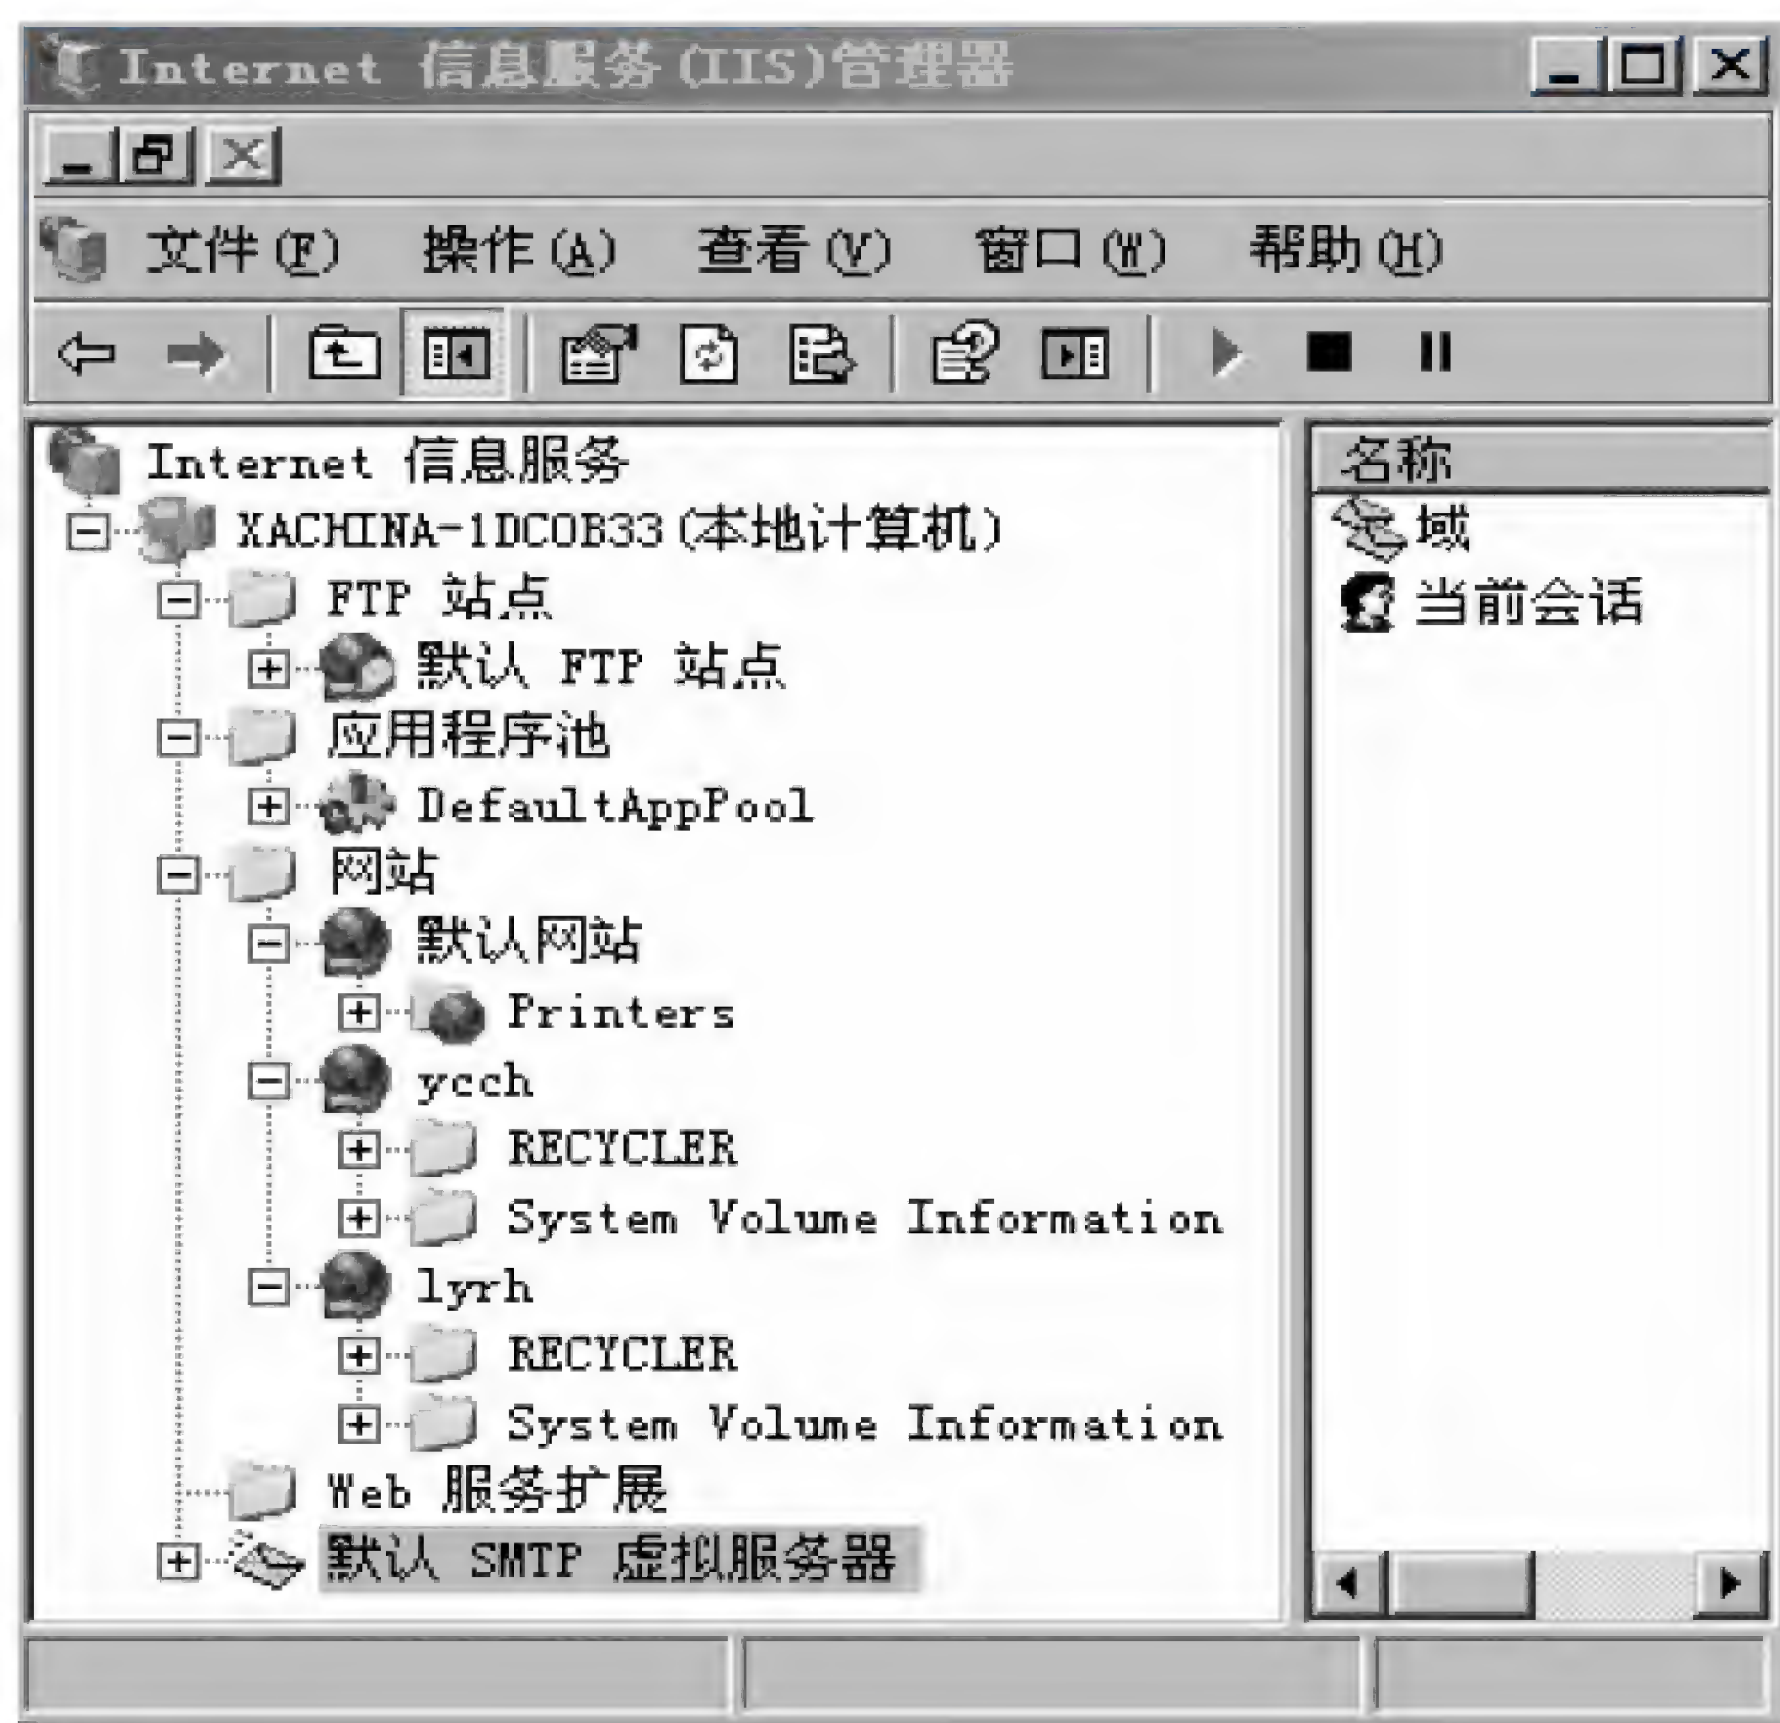 Internet 信息服务(IIS)管理器
文件(F) 操作(A) 查看(V) 窗口(W) 帮助(H)
Internet 信息服务
XACHINA-1DC0B33(本地计算机)
FTP 站点
默认 FTP 站点
应用程序池
DefaultAppPool
网站
默认网站
Printers
ycch
RECYCLER
System Volume Information
lyrh
RECYCLER
System Volume Information
Web 服务扩展
默认 SMTP 虚拟服务器
名称
域
当前会话